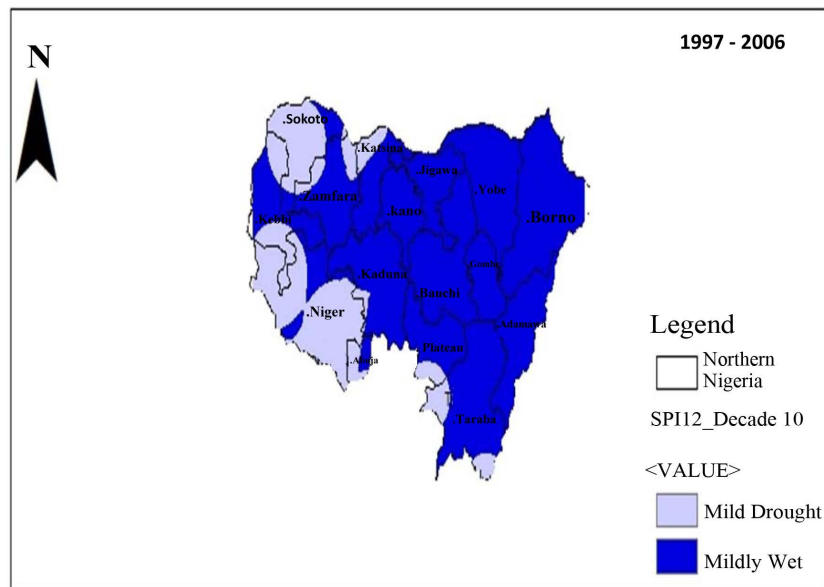 1997 - 2006
N
.Sokoto
.Katsina
.Jigawa
.Yobe
.Zamfara
.kano
.Kebbi
.Borno
.Kaduna
.Gombe
.Bauchi
.Niger
.Adamawa
.Plateau
.Abuja
.Taraba
Legend
Northern
Nigeria
SPI12_Decade 10
<VALUE>
Mild Drought
Mildly Wet